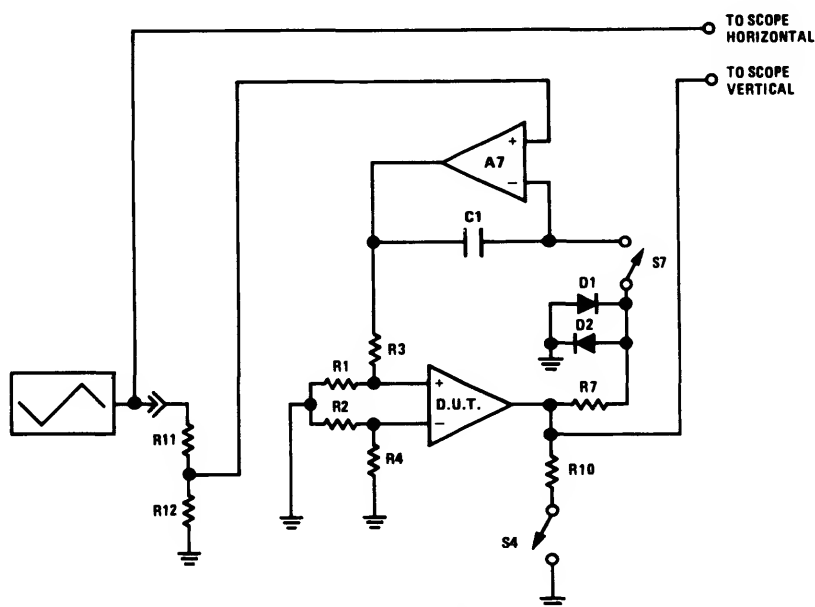 TO SCOPE
HORIZONTAL
TO SCOPE
VERTICAL
+
A7
−
C1
S7
D1
D2
R3
R1
+
R7
R2
D.U.T.
−
R11
R4
R10
R12
S4